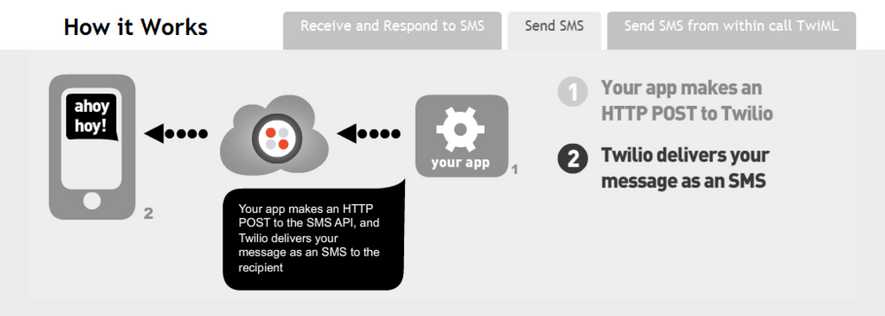 How it Works
Receive and Respond to SMS
Send SMS
Send SMS from within call TwiML
ahoy
hoy!
2
your app
1
Your app makes an HTTP
POST to the SMS API, and
Twilio delivers your
message as an SMS to the
recipient
1
Your app makes an
HTTP POST to Twilio
2
Twilio delivers your
message as an SMS